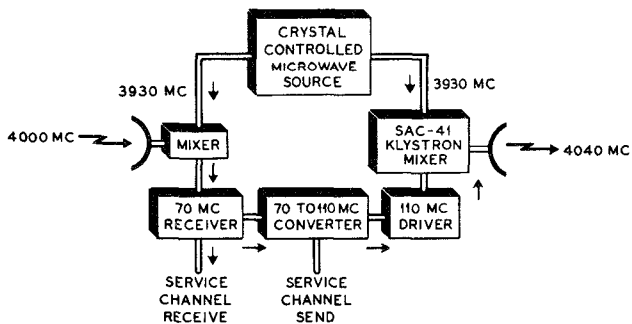 CRYSTAL
CONTROLLED
MICROWAVE
SOURCE
3930 MC
3930 MC
4000 MC
MIXER
SAC-41
KLYSTRON
MIXER
4040 MC
70 MC
RECEIVER
70 TO 110 MC
CONVERTER
110 MC
DRIVER
SERVICE
CHANNEL
RECEIVE
SERVICE
CHANNEL
SEND